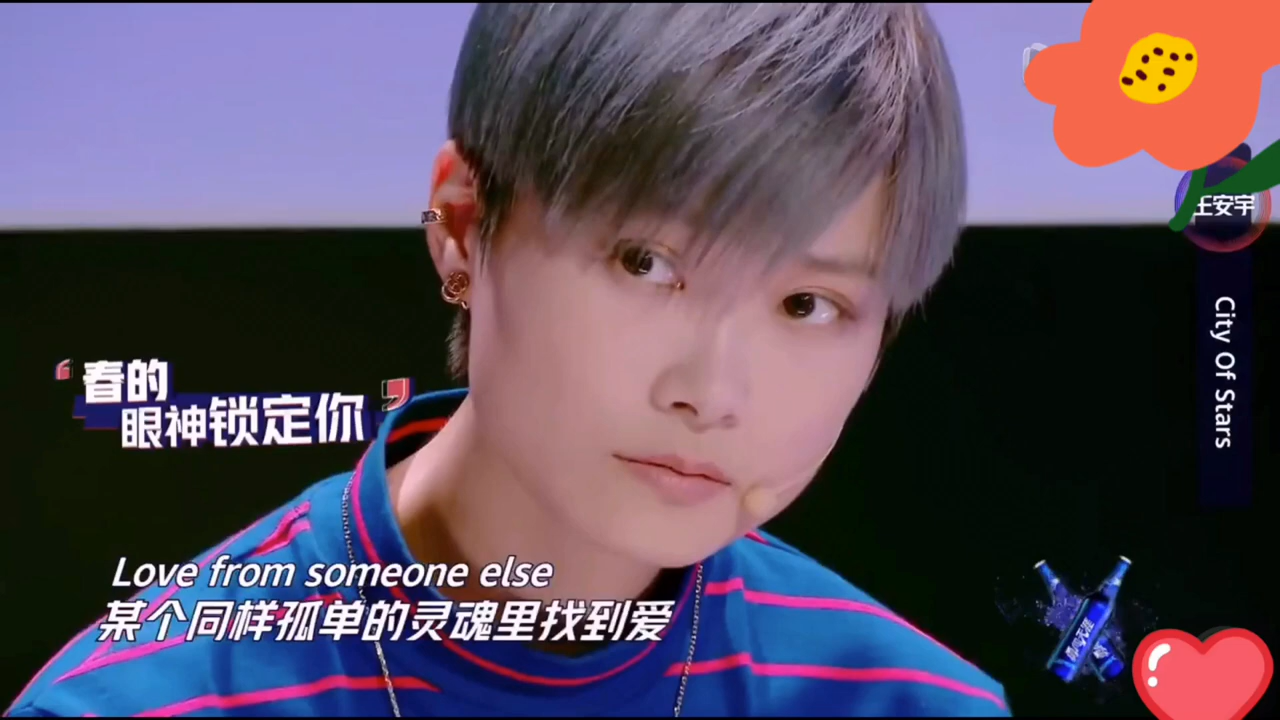 王安宇
City Of Stars
春的
眼神锁定你
Love from someone else
某个同样孤单的灵魂里找到爱